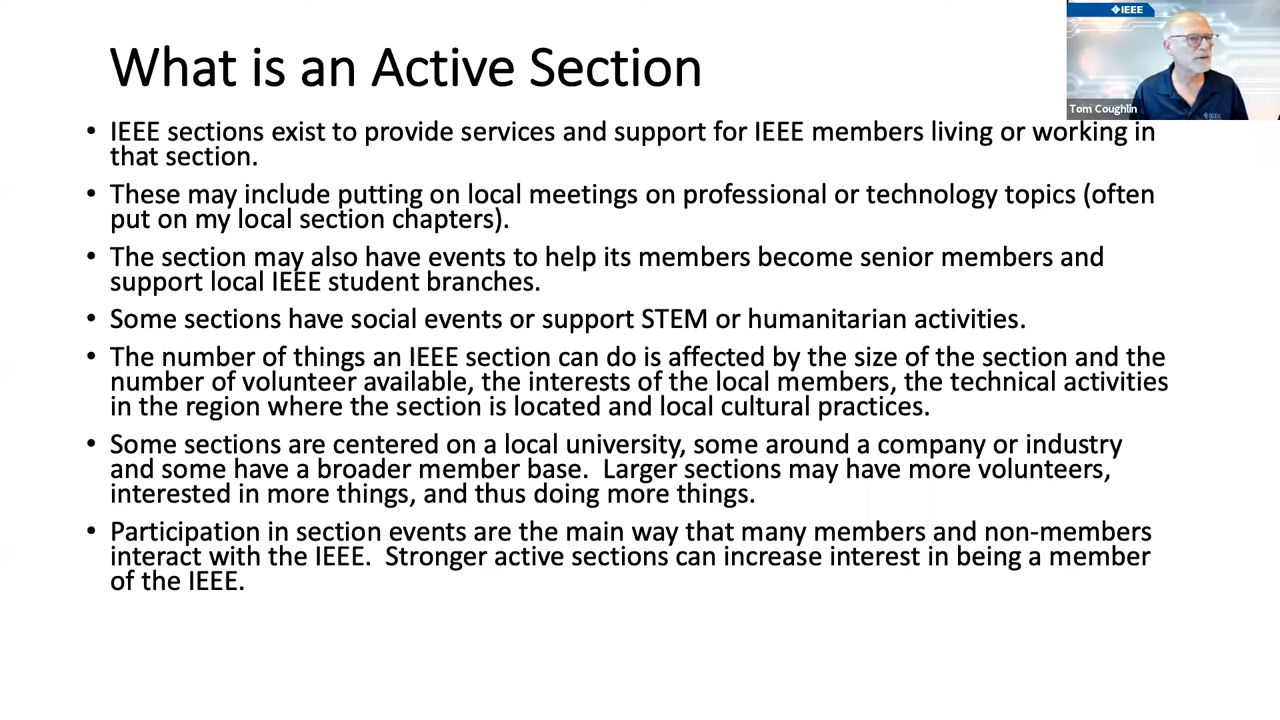 IEEE
Tom Coughlin
What is an Active Section
• IEEE sections exist to provide services and support for IEEE members living or working in
that section.
• These may include putting on local meetings on professional or technology topics (often
put on my local section chapters).
• The section may also have events to help its members become senior members and
support local IEEE student branches.
• Some sections have social events or support STEM or humanitarian activities.
• The number of things an IEEE section can do is affected by the size of the section and the
number of volunteer available, the interests of the local members, the technical activities
in the region where the section is located and local cultural practices.
• Some sections are centered on a local university, some around a company or industry
and some have a broader member base.  Larger sections may have more volunteers,
interested in more things, and thus doing more things.
• Participation in section events are the main way that many members and non-members
interact with the IEEE.  Stronger active sections can increase interest in being a member
of the IEEE.